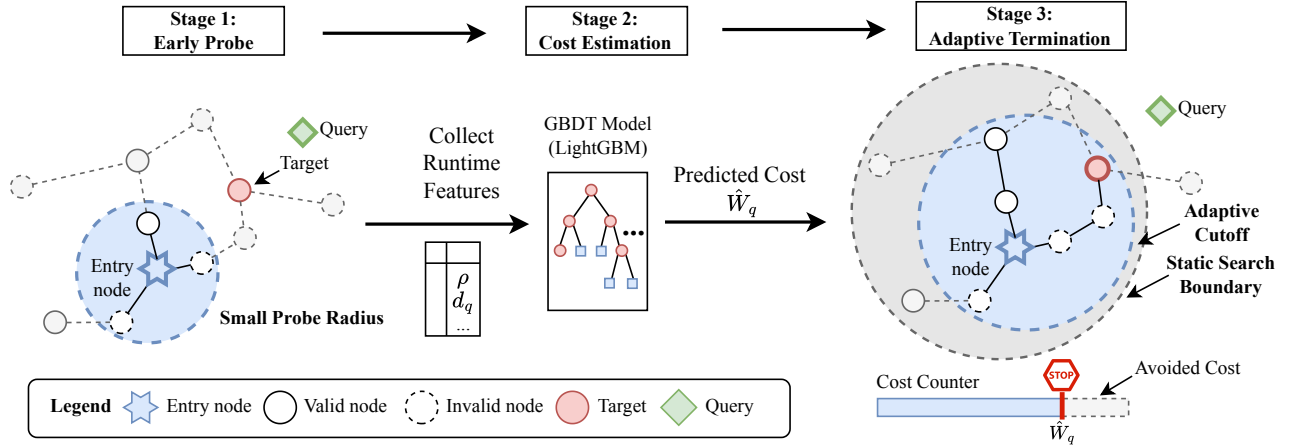 Stage 1:
Early Probe
Stage 2:
Cost Estimation
Stage 3:
Adaptive Termination
Query
Target
Entry
node
Small Probe Radius
Collect
Runtime
Features
ρ
d_q
...
GBDT Model
(LightGBM)
...
Predicted Cost
Ŵ_q
Query
Entry
node
Adaptive
Cutoff
Static Search
Boundary
Cost Counter
STOP
Avoided Cost
Ŵ_q
Legend Entry node Valid node Invalid node Target Query